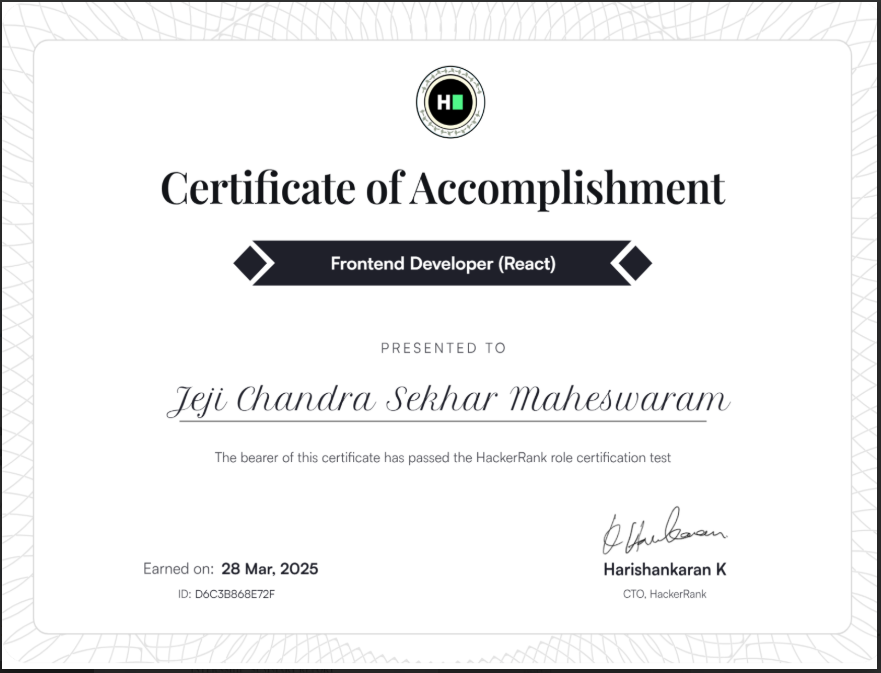 H
Certificate of Accomplishment
Frontend Developer (React)
PRESENTED TO
Jeji Chandra Sekhar Maheswaram
The bearer of this certificate has passed the HackerRank role certification test
Earned on: 28 Mar, 2025
ID: D6C3B868E72F
Harishankaran K
CTO, HackerRank